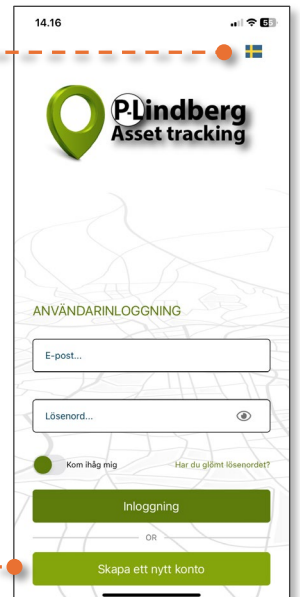 14.16
P.Lindberg
Asset tracking
ANVÄNDARINLOGGNING
E-post...
Lösenord...
Kom ihåg mig
Har du glömt lösenordet?
Inloggning
OR
Skapa ett nytt konto